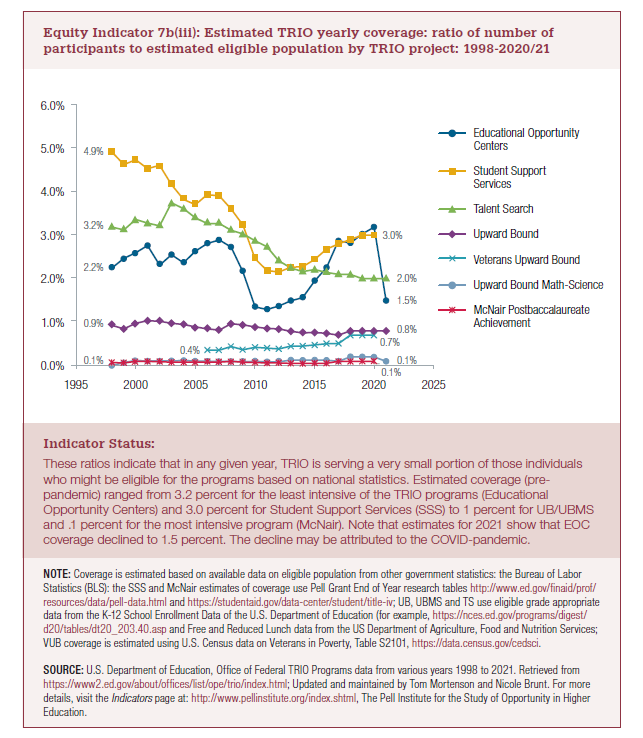 Equity Indicator 7b(iii): Estimated TRIO yearly coverage: ratio of number of
participants to estimated eligible population by TRIO project: 1998-2020/21
6.0%
5.0%
4.0%
3.0%
2.0%
1.0%
0.0%
1995
2000
2005
2010
2015
2020
2025
4.9%
3.2%
2.2%
0.9%
0.1%
0.4%
3.0%
2.0%
1.5%
0.8%
0.7%
0.1%
0.1%
Educational Opportunity
Centers
Student Support
Services
Talent Search
Upward Bound
Veterans Upward Bound
Upward Bound Math-Science
McNair Postbaccalaureate
Achievement
Indicator Status:
These ratios indicate that in any given year, TRIO is serving a very small portion of those individuals
who might be eligible for the programs based on national statistics. Estimated coverage (pre-
pandemic) ranged from 3.2 percent for the least intensive of the TRIO programs (Educational
Opportunity Centers) and 3.0 percent for Student Support Services (SSS) to 1 percent for UB/UBMS
and .1 percent for the most intensive program (McNair). Note that estimates for 2021 show that EOC
coverage declined to 1.5 percent. The decline may be attributed to the COVID-pandemic.
NOTE: Coverage is estimated based on available data on eligible population from other government statistics: the Bureau of Labor
Statistics (BLS): the SSS and McNair estimates of coverage use Pell Grant End of Year research tables http://www.ed.gov/finaid/prof/
resources/data/pell-data.html and https://studentaid.gov/data-center/student/title-iv; UB, UBMS and TS use eligible grade appropriate
data from the K-12 School Enrollment Data of the U.S. Department of Education (for example, https://nces.ed.gov/programs/digest/
d20/tables/dt20_203.40.asp and Free and Reduced Lunch data from the US Department of Agriculture, Food and Nutrition Services;
VUB coverage is estimated using U.S. Census data on Veterans in Poverty, Table S2101, https://data.census.gov/cedsci.
SOURCE: U.S. Department of Education, Office of Federal TRIO Programs data from various years 1998 to 2021. Retrieved from
https://www2.ed.gov/about/offices/list/ope/trio/index.html; Updated and maintained by Tom Mortenson and Nicole Brunt. For more
details, visit the Indicators page at: http://www.pellinstitute.org/index.shtml, The Pell Institute for the Study of Opportunity in Higher
Education.